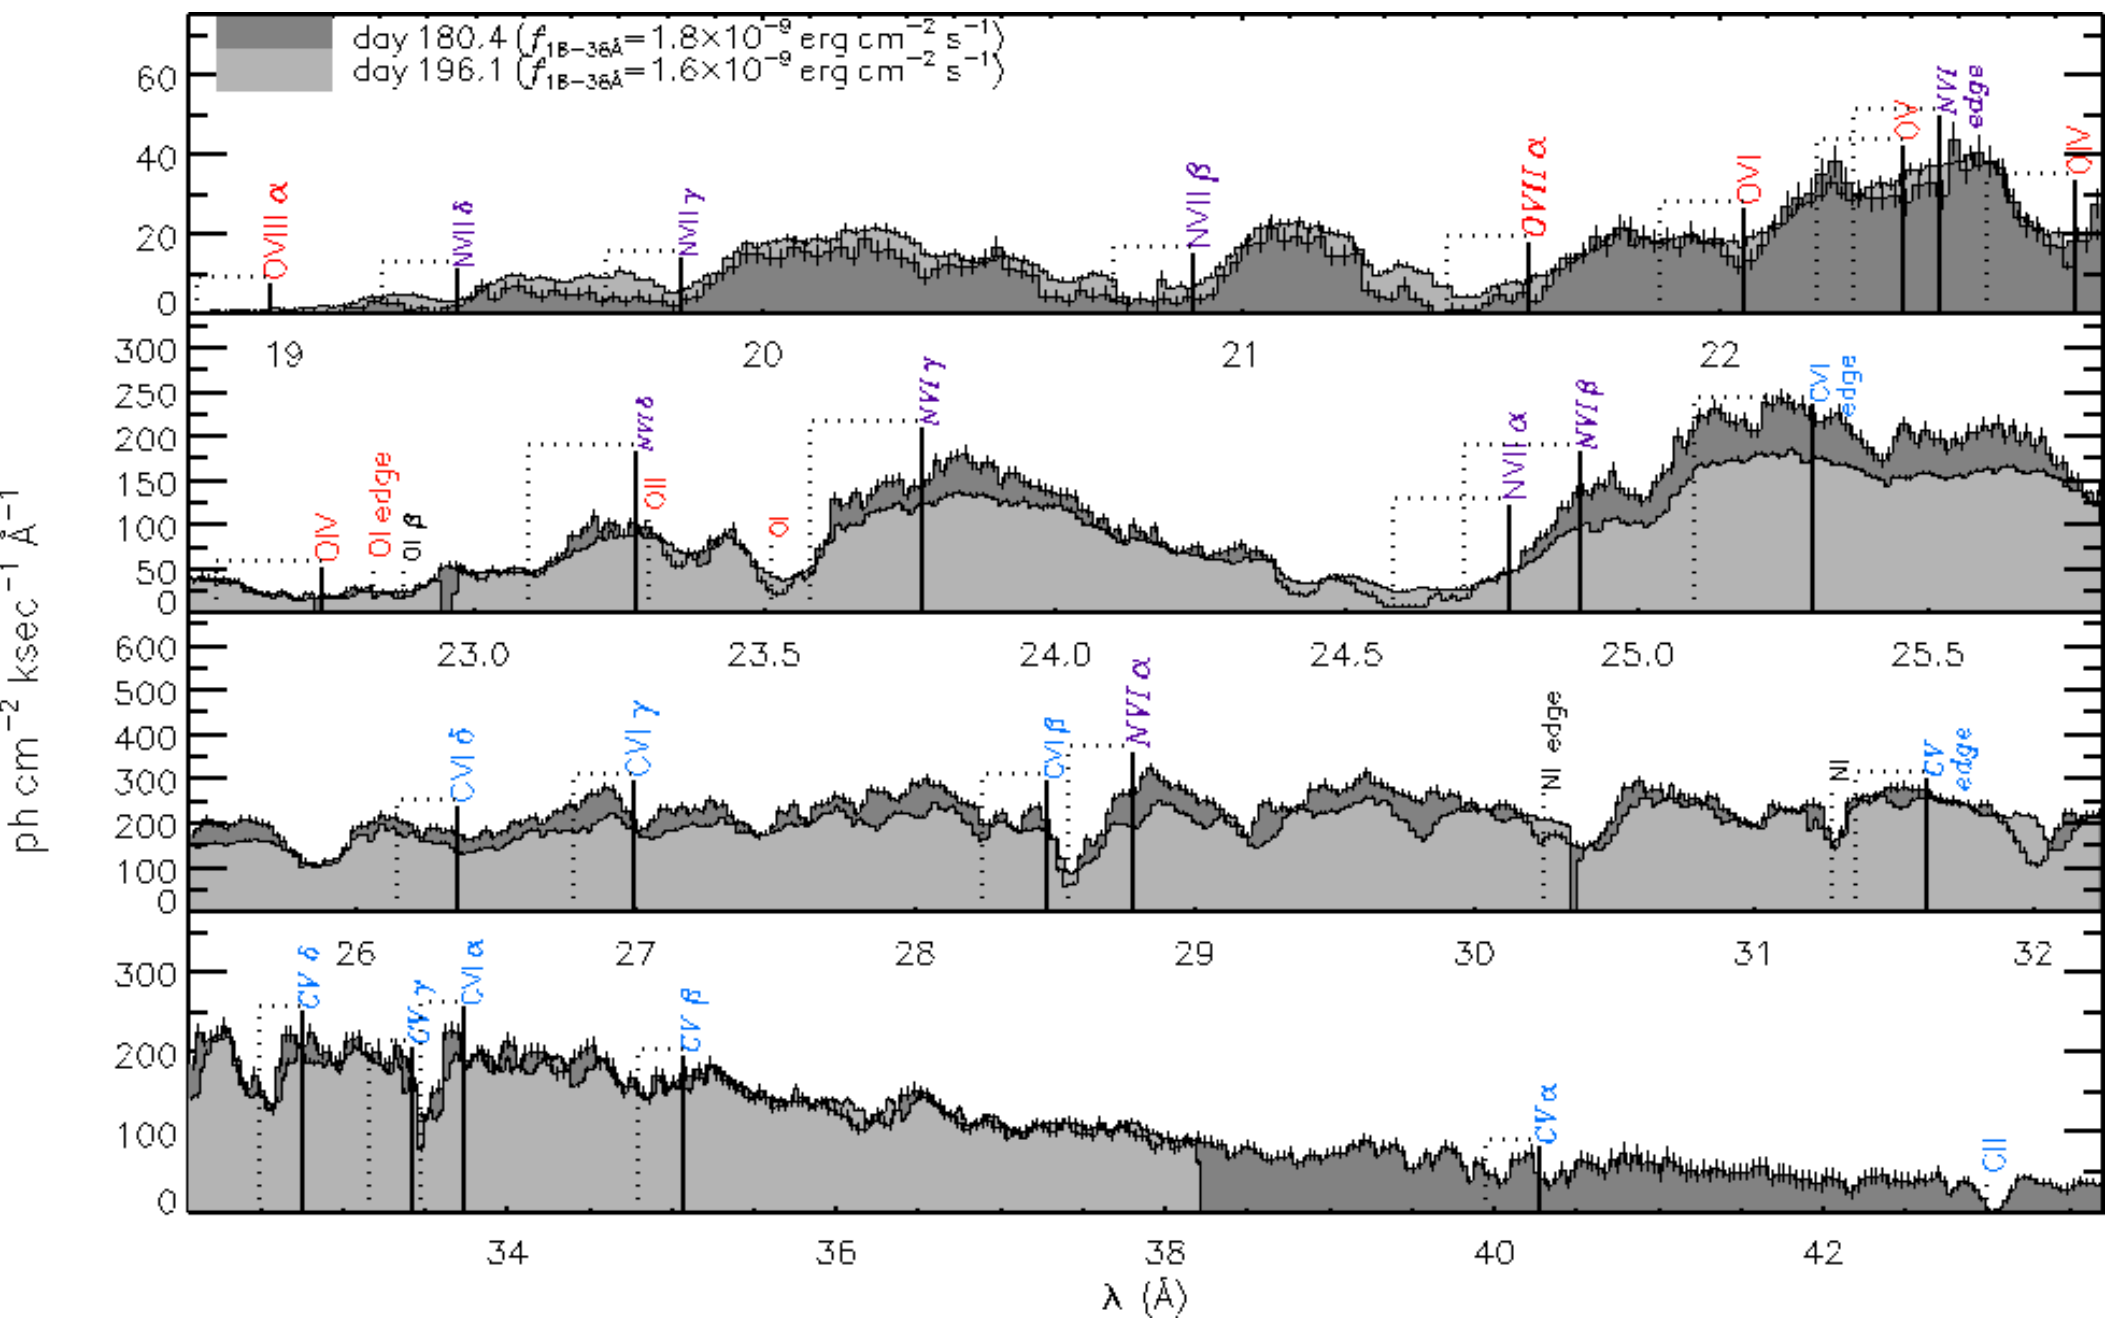 day 180.4 (f18−38Å=1.8×10−9 erg cm−2 s−1)
day 196.1 (f18−38Å=1.6×10−9 erg cm−2 s−1)
60
40
20
0
OVIII α
NVII δ
NVII γ
NVII β
OVII α
OVI
OV
NVI edge
OIV
19
20
21
22
300
250
200
150
100
50
0
OIV
OI edge
OI β
NVI δ
OII
OI
NVI γ
NVII α
NVI β
CVI edge
23.0
23.5
24.0
24.5
25.0
25.5
600
500
400
300
200
100
0
CVI δ
CVI γ
CVI β
NVI α
NI edge
NI
CV edge
26
27
28
29
30
31
32
300
200
100
0
CV δ
CV γ
CVI α
CV β
CV α
CII
34
36
38
40
42
λ (Å)
ph cm−2 ksec−1 Å−1